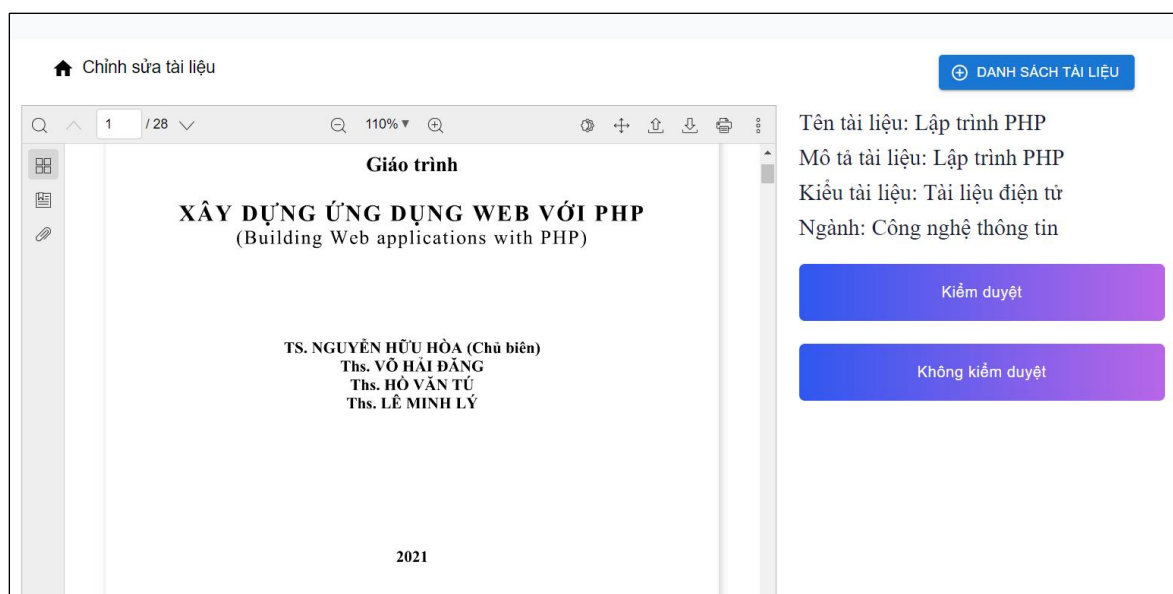 Chỉnh sửa tài liệu
DANH SÁCH TÀI LIỆU
1 / 28
110%
Giáo trình
XÂY DỰNG ỨNG DỤNG WEB VỚI PHP
(Building Web applications with PHP)
TS. NGUYỄN HỮU HÒA (Chủ biên)
Ths. VÕ HẢI ĐĂNG
Ths. HỒ VĂN TÚ
Ths. LÊ MINH LÝ
2021
Tên tài liệu: Lập trình PHP
Mô tả tài liệu: Lập trình PHP
Kiểu tài liệu: Tài liệu điện tử
Ngành: Công nghệ thông tin
Kiểm duyệt
Không kiểm duyệt